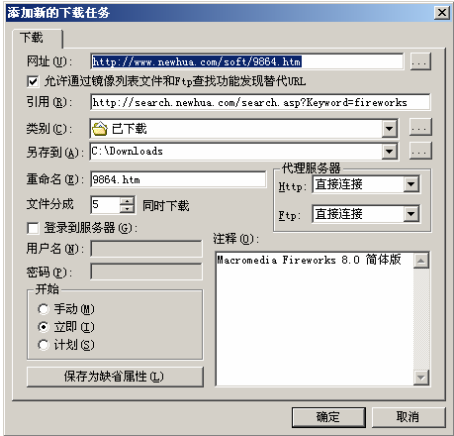 添加新的下载任务
下载
网址(U): http://www.newhua.com/soft/9864.htm ...
允许通过镜像列表文件和Ftp查找功能发现替代URL
引用(R): http://search.newhua.com/search.asp?Keyword=fireworks
类别(C): 已下载 ...
另存到(A): C:\Downloads ...
重命名(E): 9864.htm
代理服务器
Http: 直接连接
Ftp: 直接连接
文件分成 5 同时下载
登录到服务器(G):
用户名(N):
密码(P):
注释(O):
Macromedia Fireworks 8.0 简体版
开始
手动(M)
立即(I)
计划(S)
保存为缺省属性(L)
确定 取消